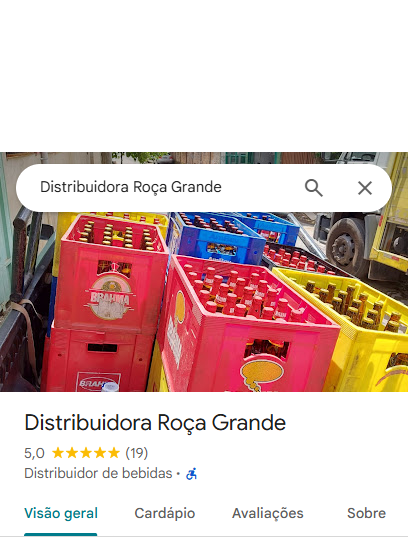 Distribuidora Roça Grande
BRAHMA
BRAHMA
Distribuidora Roça Grande
5,0 (19)
Distribuidor de bebidas ·
Visão geral Cardápio Avaliações Sobre